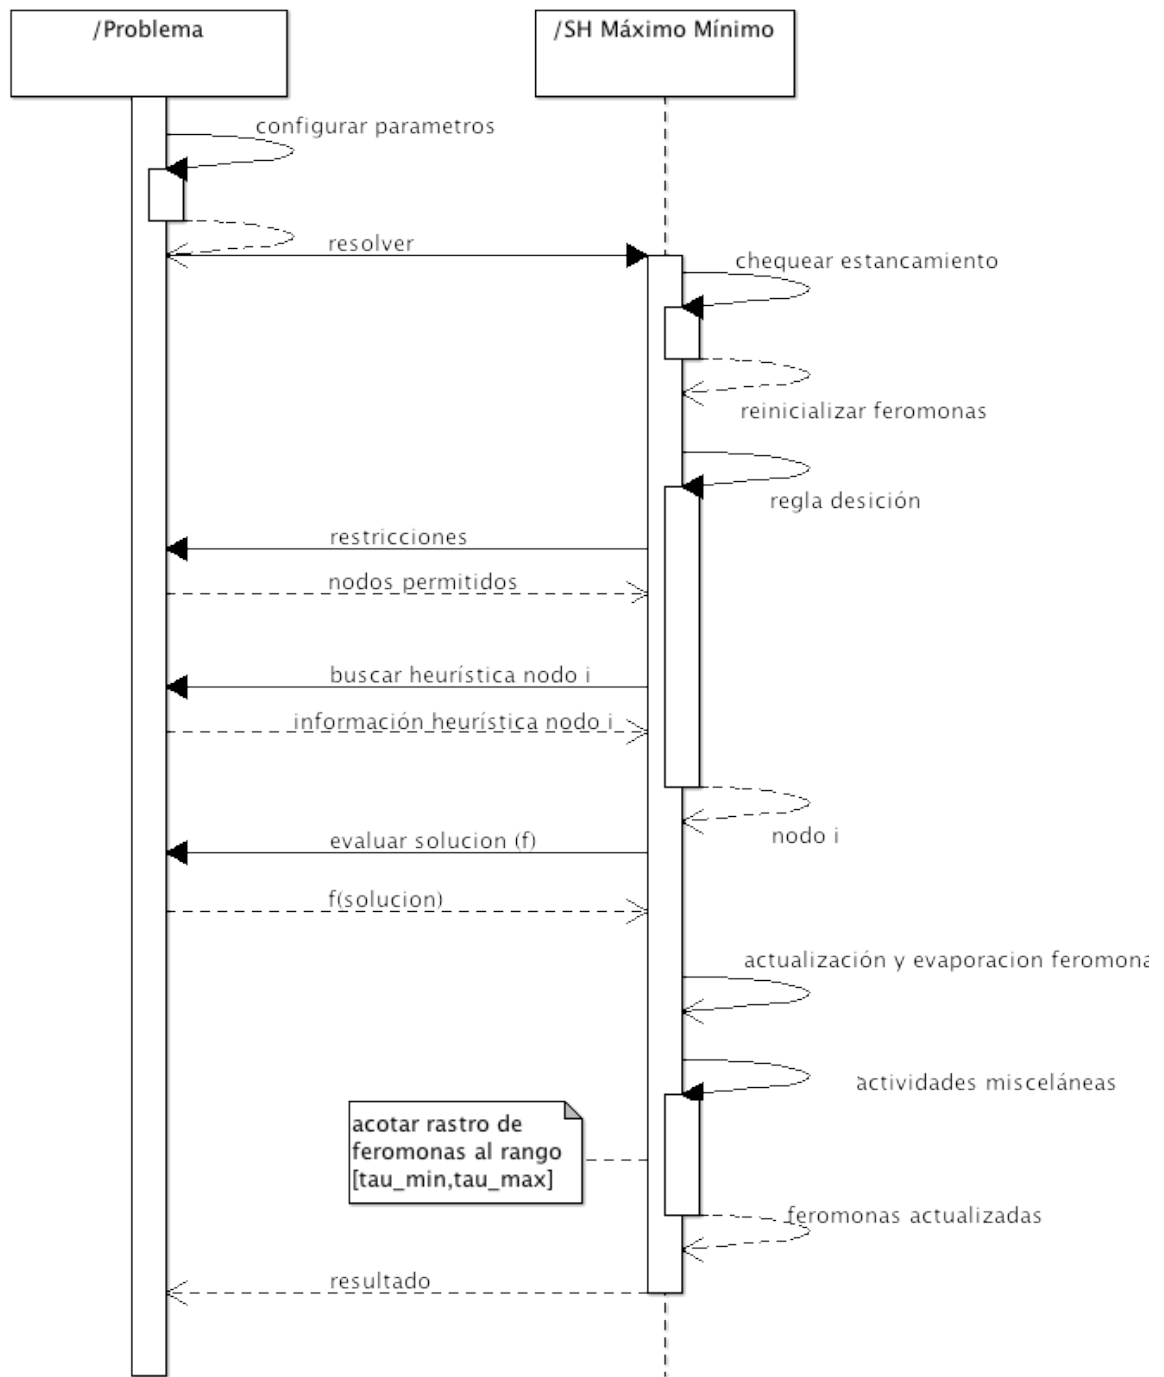 /Problema
/SH Máximo Mínimo
configurar parametros
resolver
chequear estancamiento
reinicializar feromonas
regla desición
restricciones
nodos permitidos
buscar heurística nodo i
información heurística nodo i
nodo i
evaluar solucion (f)
f(solucion)
actualización y evaporacion feromona
actividades misceláneas
acotar rastro de
feromonas al rango
[tau_min,tau_max]
feromonas actualizadas
resultado